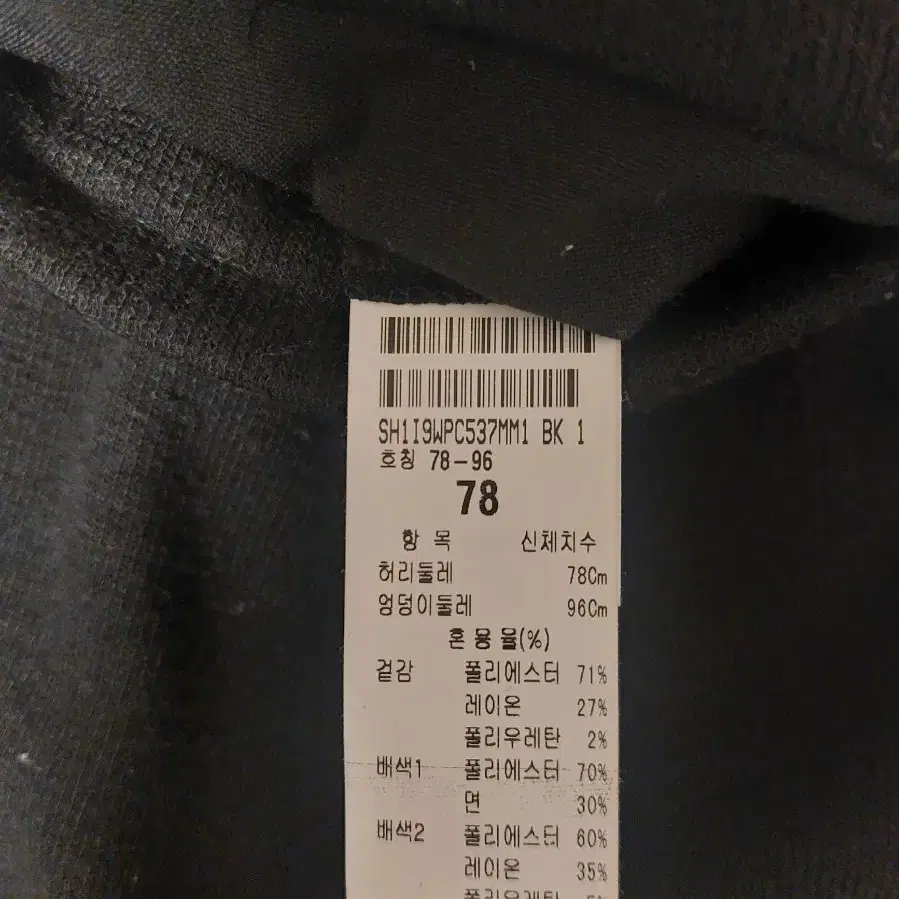 SH1I9WPC537MM1 BK 1
호칭 78-96
78
항 목 신체치수
허리둘레 78Cm
엉덩이둘레 96Cm
혼 용 율(%)
겉감 폴리에스터 71%
레이온 27%
폴리우레탄 2%
배색1 폴리에스터 70%
면 30%
배색2 폴리에스터 60%
레이온 35%